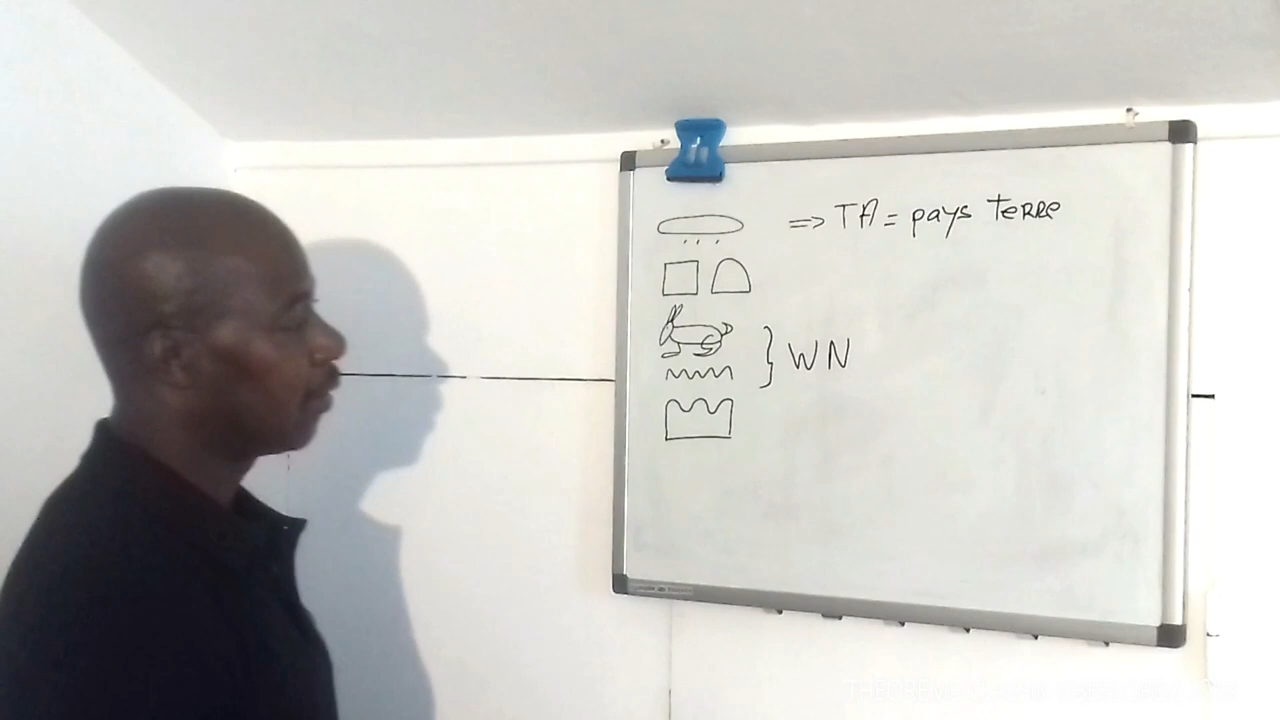 ⇒ TA = pays terre
} WN